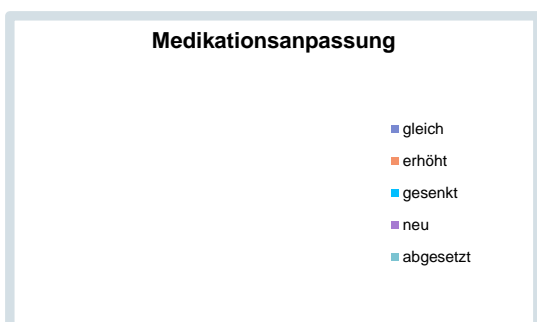 Medikationsanpassung
gleich
erhöht
gesenkt
neu
abgesetzt